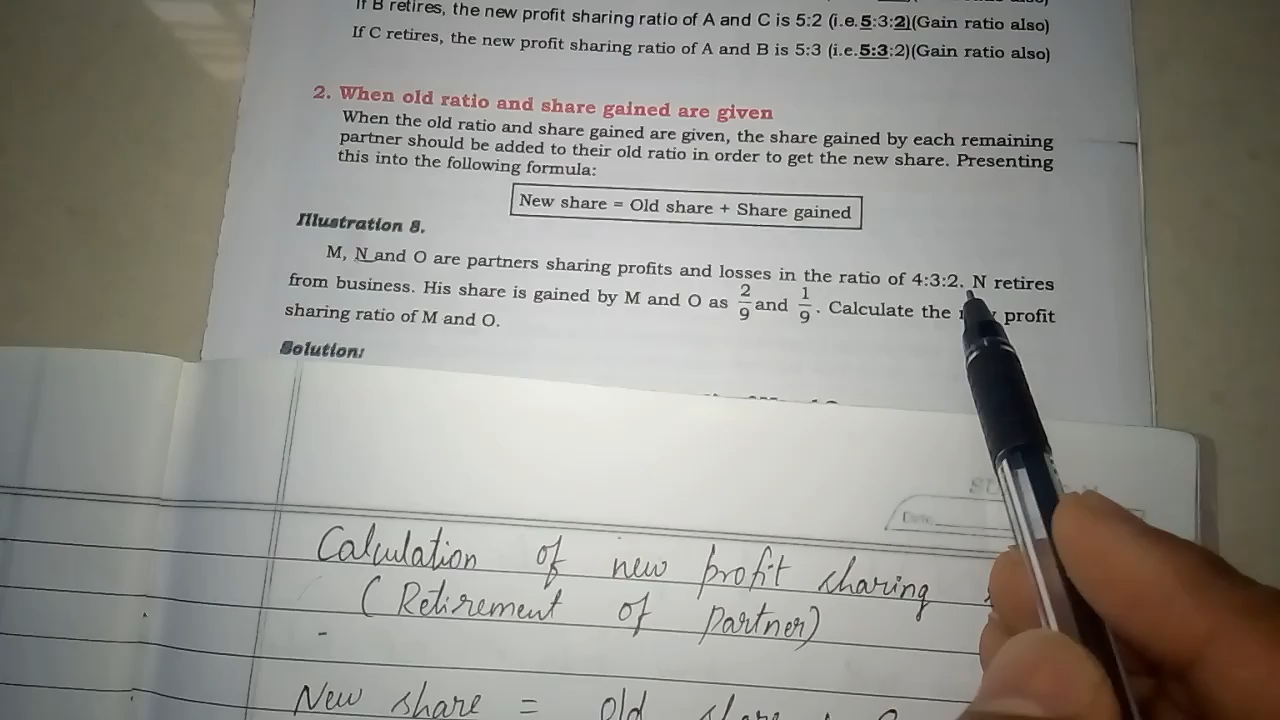 If B retires, the new profit sharing ratio of A and C is 5:2 (i.e.5:3:2)(Gain ratio also)
If C retires, the new profit sharing ratio of A and B is 5:3 (i.e.5:3:2)(Gain ratio also)
2. When old ratio and share gained are given
When the old ratio and share gained are given, the share gained by each remaining
partner should be added to their old ratio in order to get the new share. Presenting
this into the following formula:
New share = Old share + Share gained
Illustration 8.
M, N and O are partners sharing profits and losses in the ratio of 4:3:2. N retires
from business. His share is gained by M and O as 2/9 and 1/9. Calculate the profit
sharing ratio of M and O.
Solution:
Date
Calculation of new profit sharing
(Retirement of partner)
New share = old share